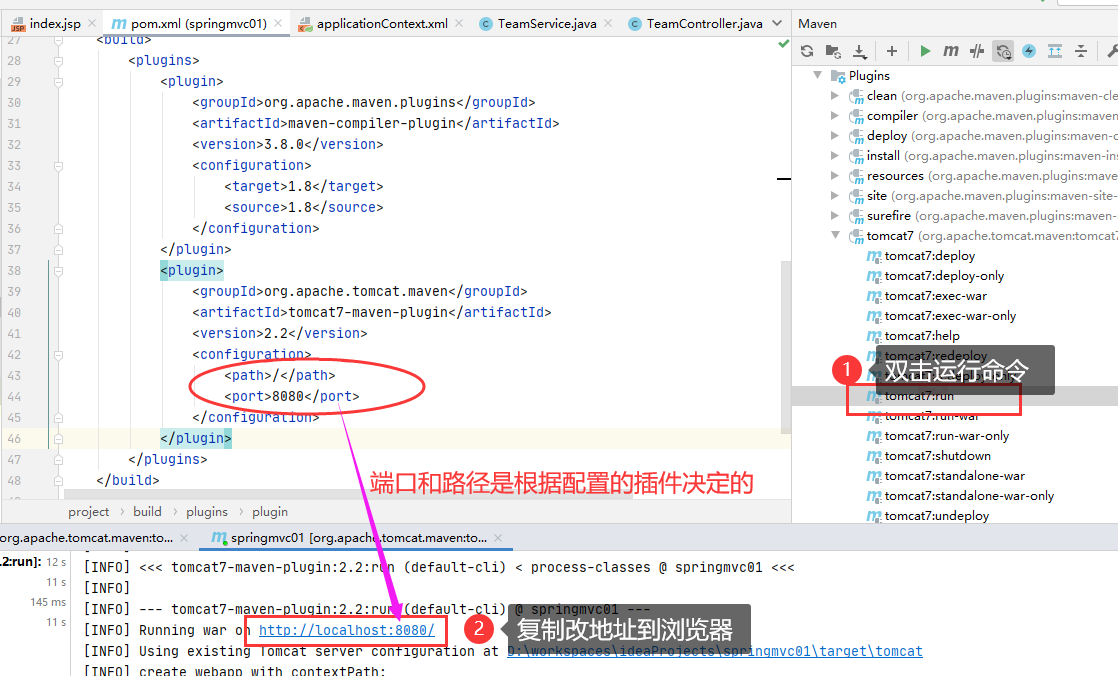 index.jsp
pom.xml (springmvc01)
applicationContext.xml
TeamService.java
TeamController.java
Maven
27 <build>
28 <plugins>
29 <plugin>
30 <groupId>org.apache.maven.plugins</groupId>
31 <artifactId>maven-compiler-plugin</artifactId>
32 <version>3.8.0</version>
33 <configuration>
34 <target>1.8</target>
35 <source>1.8</source>
36 </configuration>
37 </plugin>
38 <plugin>
39 <groupId>org.apache.tomcat.maven</groupId>
40 <artifactId>tomcat7-maven-plugin</artifactId>
41 <version>2.2</version>
42 <configuration>
43 <path>/</path>
44 <port>8080</port>
45 </configuration>
46 </plugin>
47 </plugins>
48 </build>
端口和路径是根据配置的插件决定的
project > build > plugins > plugin
Plugins
clean (org.apache.maven.plugins:maven-cle
compiler (org.apache.maven.plugins:maven
deploy (org.apache.maven.plugins:maven-c
install (org.apache.maven.plugins:maven-ins
resources (org.apache.maven.plugins:mave
site (org.apache.maven.plugins:maven-site-
surefire (org.apache.maven.plugins:maven-
tomcat7 (org.apache.tomcat.maven:tomcat7
tomcat7:deploy
tomcat7:deploy-only
tomcat7:exec-war
tomcat7:exec-war-only
tomcat7:help
tomcat7:redeploy
1 双击运行命令
tomcat7:run
tomcat7:run-war
tomcat7:run-war-only
tomcat7:shutdown
tomcat7:standalone-war
tomcat7:standalone-war-only
tomcat7:undeploy
org.apache.tomcat.maven:to...
springmvc01 [org.apache.tomcat.maven:to...
.2:run]: 12 s
11 s
145 ms
11 s
[INFO] <<< tomcat7-maven-plugin:2.2:run (default-cli) < process-classes @ springmvc01 <<<
[INFO]
[INFO] --- tomcat7-maven-plugin:2.2:run (default-cli) @ springmvc01 ---
[INFO] Running war on http://localhost:8080/
2 复制改地址到浏览器
[INFO] Using existing Tomcat server configuration at D:\workspaces\ideaProjects\springmvc01\target\tomcat
[INFO] create webapp with contextPath: